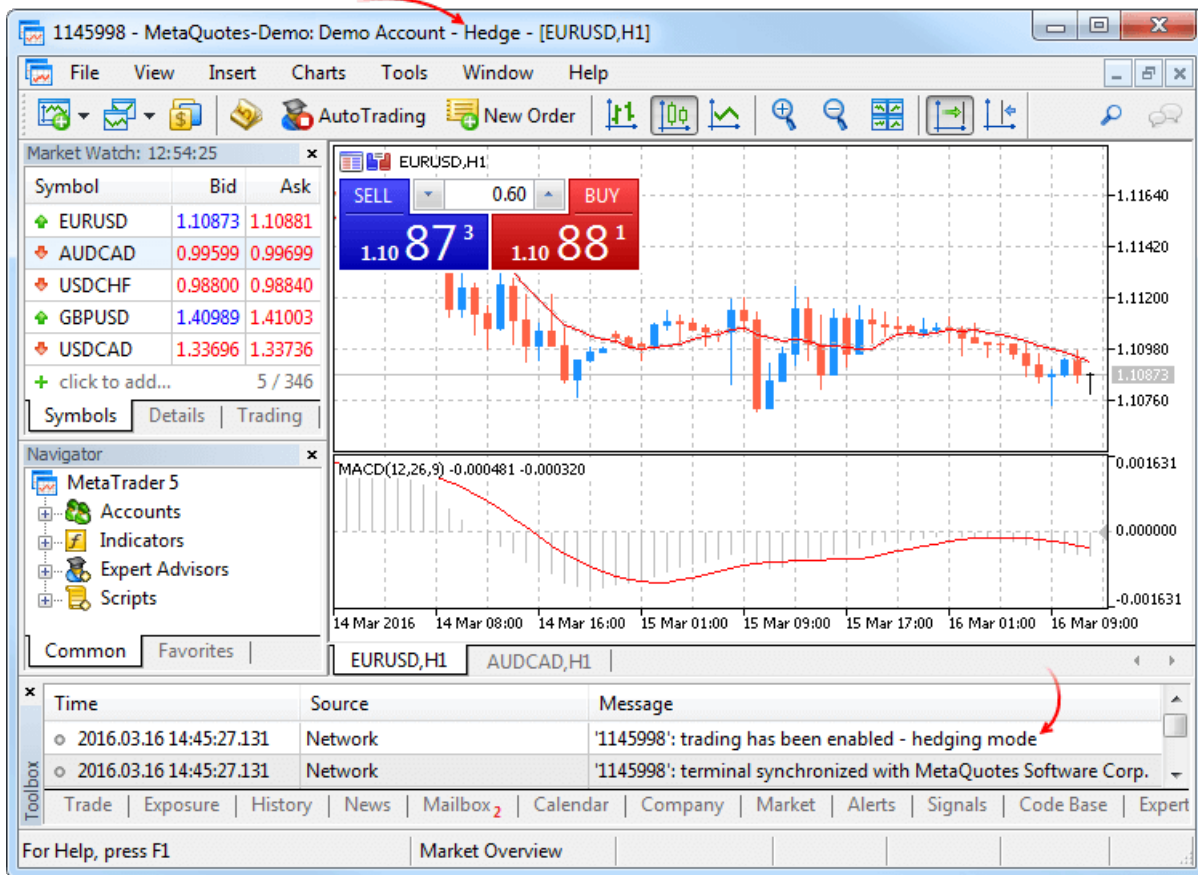 1145998 - MetaQuotes-Demo: Demo Account - Hedge - [EURUSD,H1]
File View Insert Charts Tools Window Help
AutoTrading New Order
Market Watch: 12:54:25
Symbol Bid Ask
EURUSD 1.10873 1.10881
AUDCAD 0.99599 0.99699
USDCHF 0.98800 0.98840
GBPUSD 1.40989 1.41003
USDCAD 1.33696 1.33736
click to add... 5 / 346
Symbols Details Trading
Navigator
MetaTrader 5
Accounts
Indicators
Expert Advisors
Scripts
Common Favorites
EURUSD,H1
SELL 0.60 BUY
1.10 87 3 1.10 88 1
1.11640
1.11420
1.11200
1.10980
1.10873
1.10760
MACD(12,26,9) -0.000481 -0.000320
0.001631
0.000000
-0.001631
14 Mar 2016 14 Mar 08:00 14 Mar 16:00 15 Mar 01:00 15 Mar 09:00 15 Mar 17:00 16 Mar 01:00 16 Mar 09:00
EURUSD,H1 AUDCAD,H1
Toolbox
Time Source Message
2016.03.16 14:45:27.131 Network '1145998': trading has been enabled - hedging mode
2016.03.16 14:45:27.131 Network '1145998': terminal synchronized with MetaQuotes Software Corp.
Trade Exposure History News Mailbox 2 Calendar Company Market Alerts Signals Code Base Expert
For Help, press F1 Market Overview